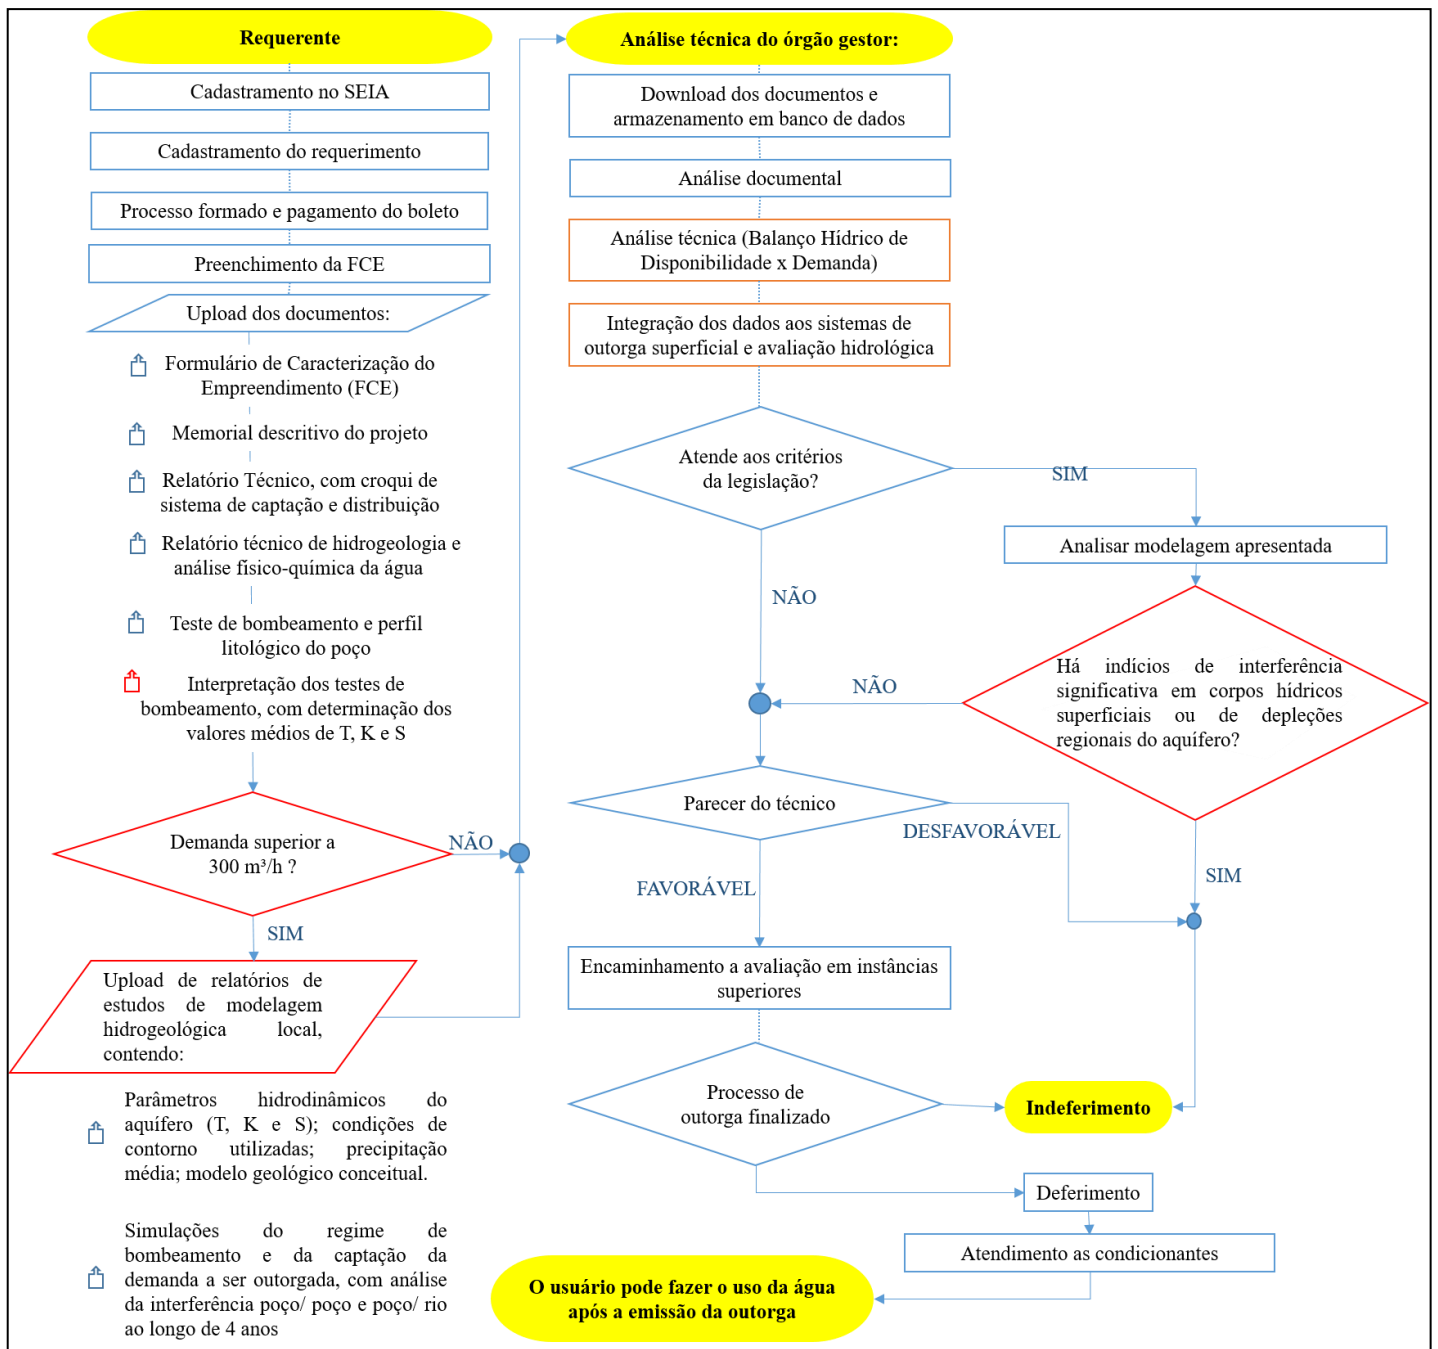 Requerente
Cadastramento no SEIA
Cadastramento do requerimento
Processo formado e pagamento do boleto
Preenchimento da FCE
Upload dos documentos:
Formulário de Caracterização do
Empreendimento (FCE)
Memorial descritivo do projeto
Relatório Técnico, com croqui de
sistema de captação e distribuição
Relatório técnico de hidrogeologia e
análise físico-química da água
Teste de bombeamento e perfil
litológico do poço
Interpretação dos testes de
bombeamento, com determinação dos
valores médios de T, K e S
Demanda superior a
300 m³/h ?
NÃO
SIM
Upload de relatórios de
estudos de modelagem
hidrogeológica local,
contendo:
Parâmetros hidrodinâmicos do
aquífero (T, K e S); condições de
contorno utilizadas; precipitação
média; modelo geológico conceitual.
Simulações do regime de
bombeamento e da captação da
demanda a ser outorgada, com análise
da interferência poço/ poço e poço/ rio
ao longo de 4 anos
Análise técnica do órgão gestor:
Download dos documentos e
armazenamento em banco de dados
Análise documental
Análise técnica (Balanço Hídrico de
Disponibilidade x Demanda)
Integração dos dados aos sistemas de
outorga superficial e avaliação hidrológica
Atende aos critérios
da legislação?
SIM
NÃO
Analisar modelagem apresentada
Há indícios de interferência
significativa em corpos hídricos
superficiais ou de depleções
regionais do aquífero?
NÃO
SIM
Parecer do técnico
DESFAVORÁVEL
FAVORÁVEL
Encaminhamento a avaliação em instâncias
superiores
Processo de
outorga finalizado
Indeferimento
Deferimento
Atendimento as condicionantes
O usuário pode fazer o uso da água
após a emissão da outorga